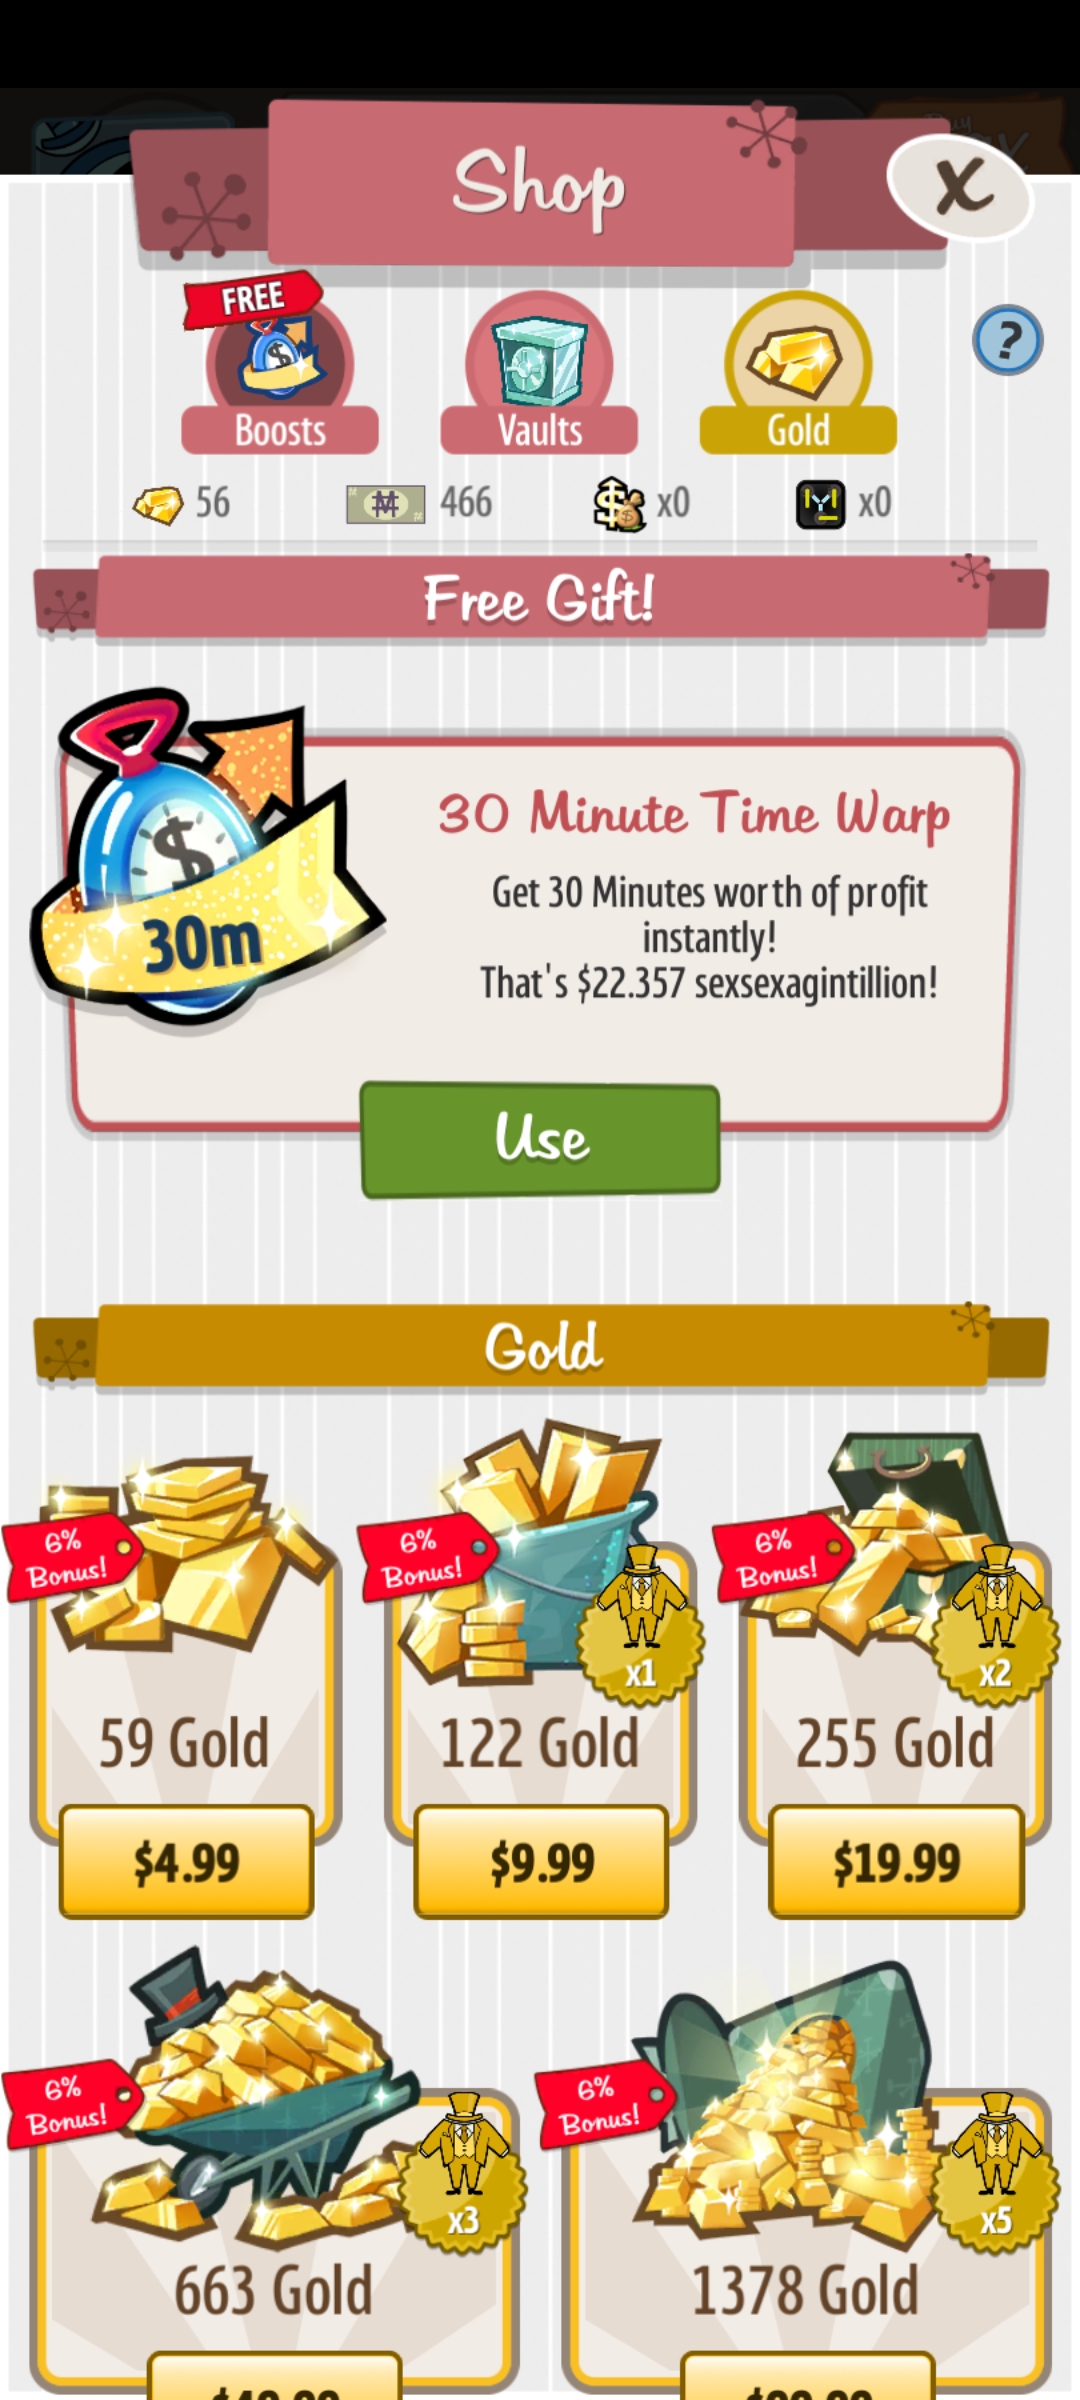 Shop
X
FREE
Boosts
Vaults
Gold
?
56
466
x0
x0
Free Gift!
30 Minute Time Warp
Get 30 Minutes worth of profit
instantly!
That's $22.357 sexsexagintillion!
$
30m
Use
Gold
6%
Bonus!
6%
Bonus!
6%
Bonus!
x1
x2
59 Gold
122 Gold
255 Gold
$4.99
$9.99
$19.99
6%
Bonus!
6%
Bonus!
x3
x5
663 Gold
1378 Gold